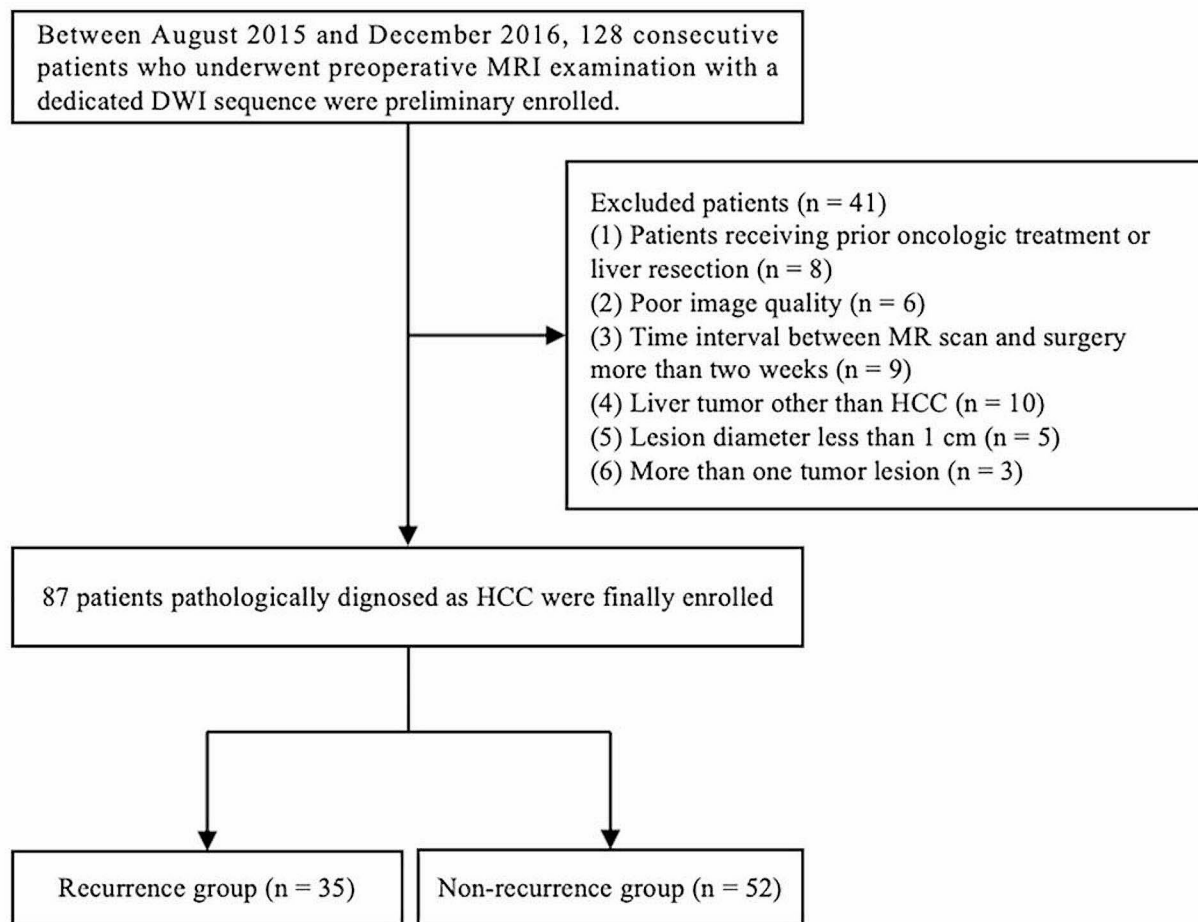 Between August 2015 and December 2016, 128 consecutive
patients who underwent preoperative MRI examination with a
dedicated DWI sequence were preliminary enrolled.
Excluded patients (n = 41)
(1) Patients receiving prior oncologic treatment or
liver resection (n = 8)
(2) Poor image quality (n = 6)
(3) Time interval between MR scan and surgery
more than two weeks (n = 9)
(4) Liver tumor other than HCC (n = 10)
(5) Lesion diameter less than 1 cm (n = 5)
(6) More than one tumor lesion (n = 3)
87 patients pathologically dignosed as HCC were finally enrolled
Recurrence group (n = 35)
Non-recurrence group (n = 52)